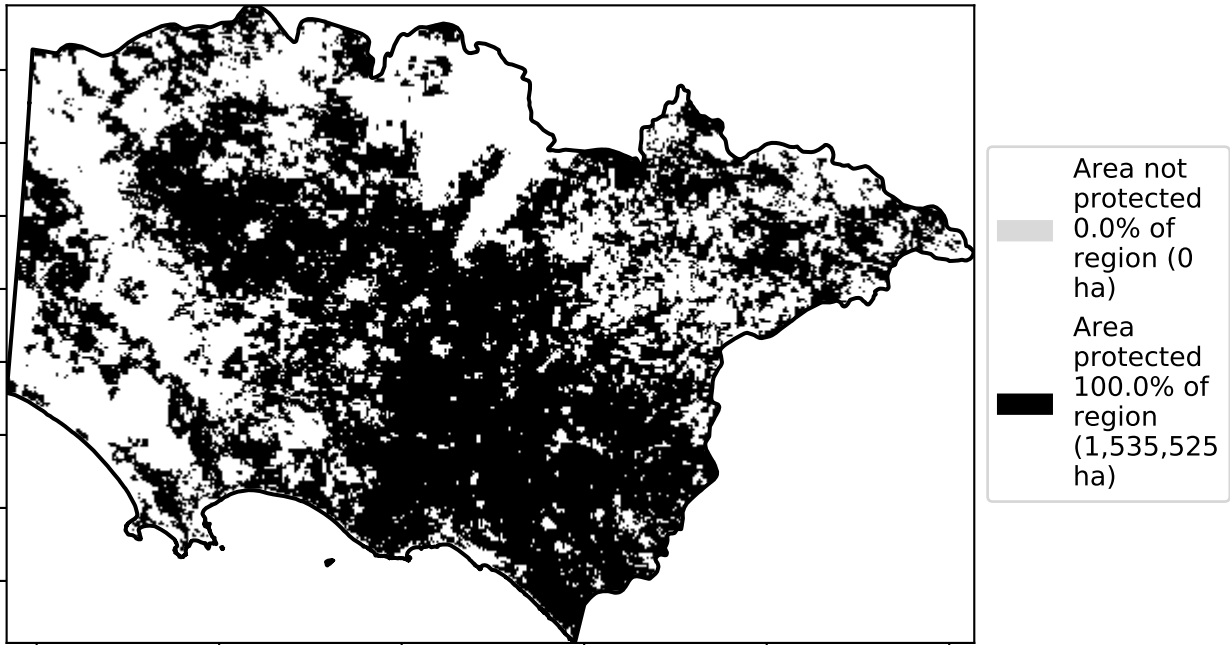 Area not
protected
0.0% of
region (0
ha)
Area
protected
100.0% of
region
(1,535,525
ha)